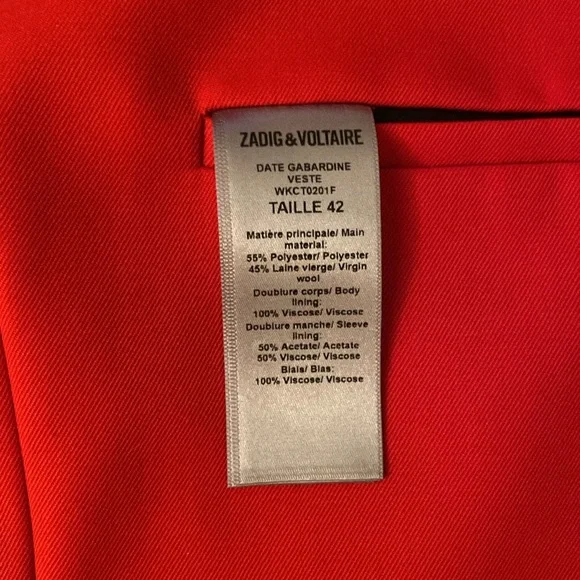 ZADIG & VOLTAIRE
DATE GABARDINE
VESTE
WKCT0201F
TAILLE 42
Matière principale/ Main
material:
55% Polyester/ Polyester
45% Laine vierge/ Virgin
wool
Doublure corps/ Body
lining:
100% Viscose/ Viscose
Doublure manche/ Sleeve
lining:
50% Acetate/ Acetate
50% Viscose/ Viscose
Biais/ Bias:
100% Viscose/ Viscose